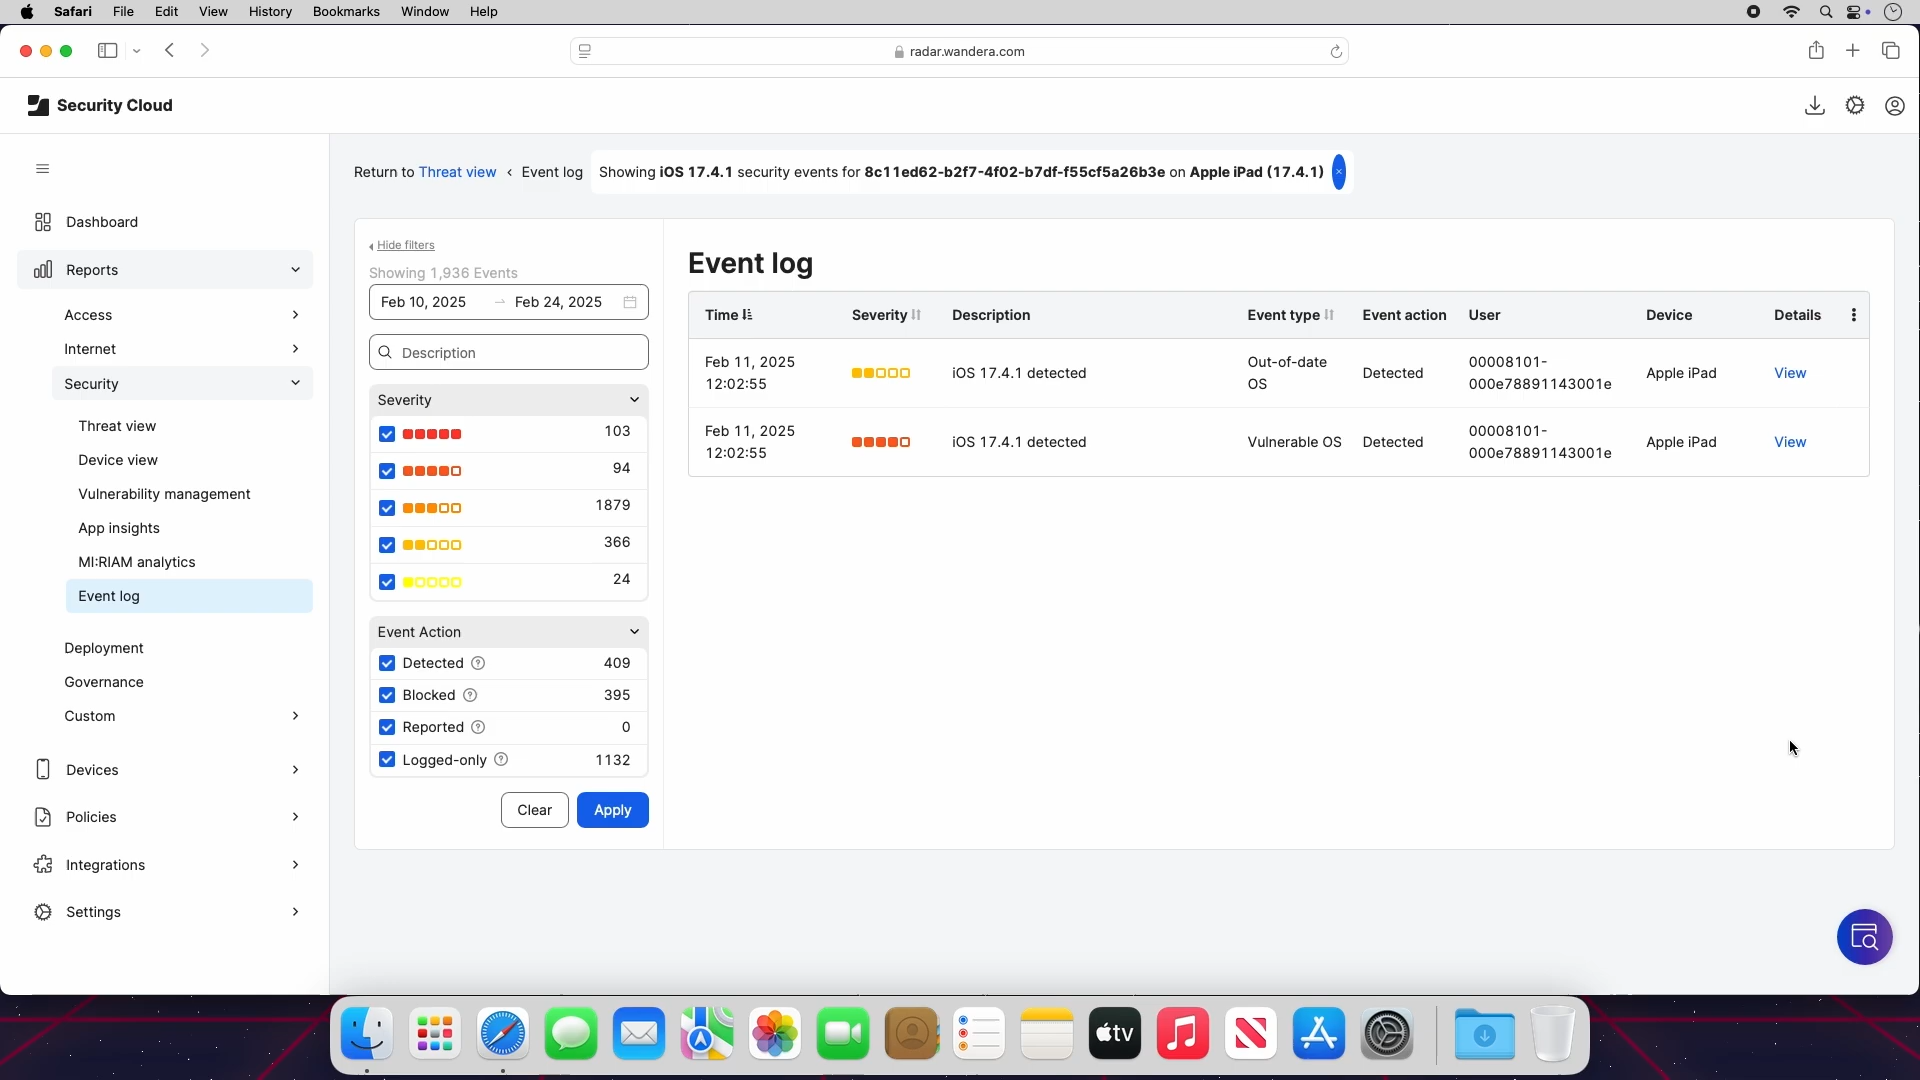 Safari File Edit View History Bookmarks Window Help
radar.wandera.com
Security Cloud
Return to Threat view < Event log Showing iOS 17.4.1 security events for 8c11ed62-b2f7-4f02-b7df-f55cf5a26b3e on Apple iPad (17.4.1)
Dashboard
Reports
Access
Internet
Security
Threat view
Device view
Vulnerability management
App insights
MI:RIAM analytics
Event log
Deployment
Governance
Custom
Devices
Policies
Integrations
Settings
Hide filters
Showing 1,936 Events
Feb 10, 2025 → Feb 24, 2025
Description
Severity
103
94
1879
366
24
Event Action
Detected ? 409
Blocked ? 395
Reported ? 0
Logged-only ? 1132
Clear Apply
Event log
Time Severity Description Event type Event action User Device Details
Feb 11, 2025 Out-of-date 00008101-
iOS 17.4.1 detected Detected Apple iPad View
12:02:55 OS 000e78891143001e
Feb 11, 2025 00008101-
iOS 17.4.1 detected Vulnerable OS Detected Apple iPad View
12:02:55 000e78891143001e
tv